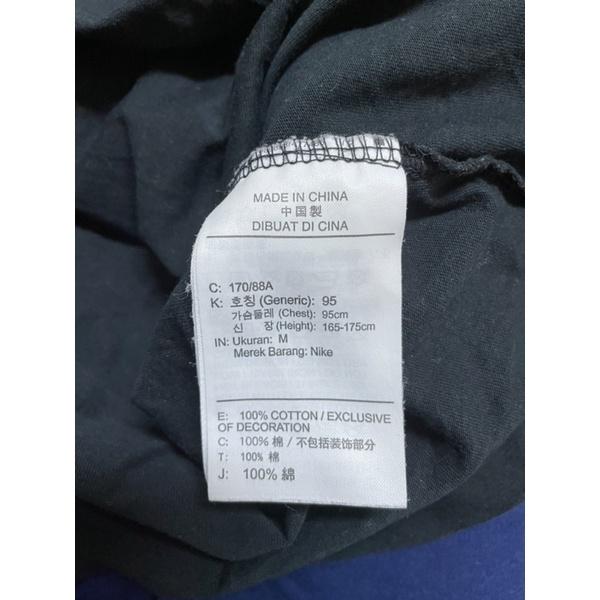 MADE IN CHINA
中国製
DIBUAT DI CINA
C: 170/88A
K: 호칭 (Generic): 95
가슴둘레 (Chest): 95cm
신 장 (Height): 165-175cm
IN: Ukuran: M
Merek Barang: Nike
E: 100% COTTON / EXCLUSIVE
OF DECORATION
C: 100% 棉 / 不包括装饰部分
T: 100% 棉
J: 100% 綿